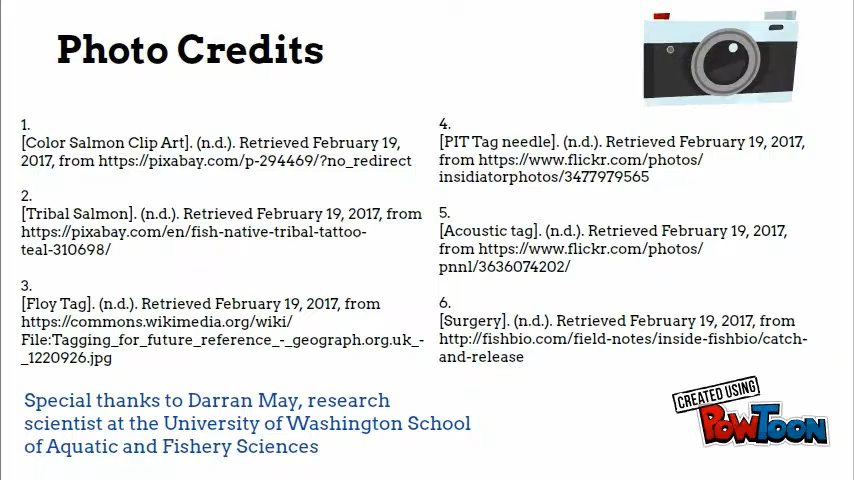 Photo Credits
1.
[Color Salmon Clip Art]. (n.d.). Retrieved February 19,
2017, from https://pixabay.com/p-294469/?no_redirect
2.
[Tribal Salmon]. (n.d.). Retrieved February 19, 2017, from
https://pixabay.com/en/fish-native-tribal-tattoo-
teal-310698/
3.
[Floy Tag]. (n.d.). Retrieved February 19, 2017, from
https://commons.wikimedia.org/wiki/
File:Tagging_for_future_reference_-_geograph.org.uk_-
_1220926.jpg
4.
[PIT Tag needle]. (n.d.). Retrieved February 19, 2017,
from https://www.flickr.com/photos/
insidiatorphotos/3477979565
5.
[Acoustic tag]. (n.d.). Retrieved February 19, 2017,
from https://www.flickr.com/photos/
pnnl/3636074202/
6.
[Surgery]. (n.d.). Retrieved February 19, 2017, from
http://fishbio.com/field-notes/inside-fishbio/catch-
and-release
Special thanks to Darran May, research
scientist at the University of Washington School
of Aquatic and Fishery Sciences
CREATED USING
POWTOON